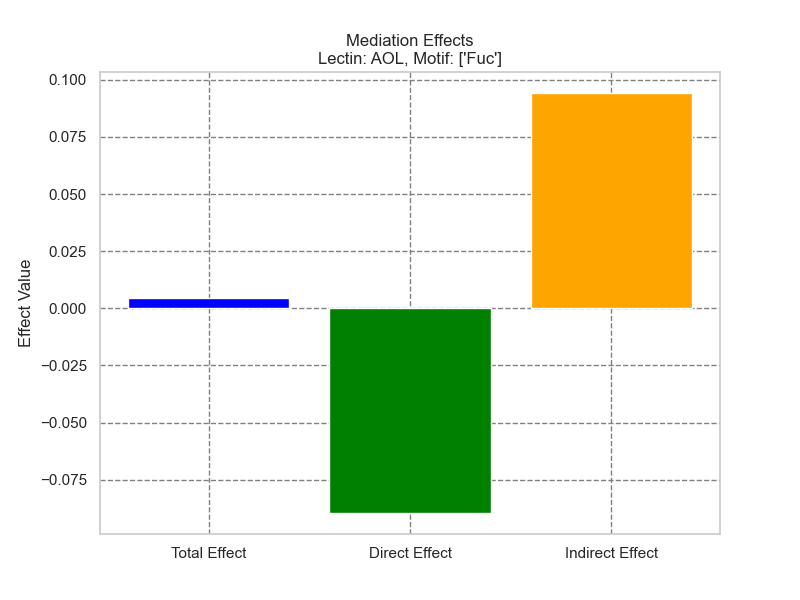 Mediation Effects
Lectin: AOL, Motif: ['Fuc']
0.100
0.075
0.050
0.025
0.000
−0.025
−0.050
−0.075
Effect Value
Total Effect
Direct Effect
Indirect Effect